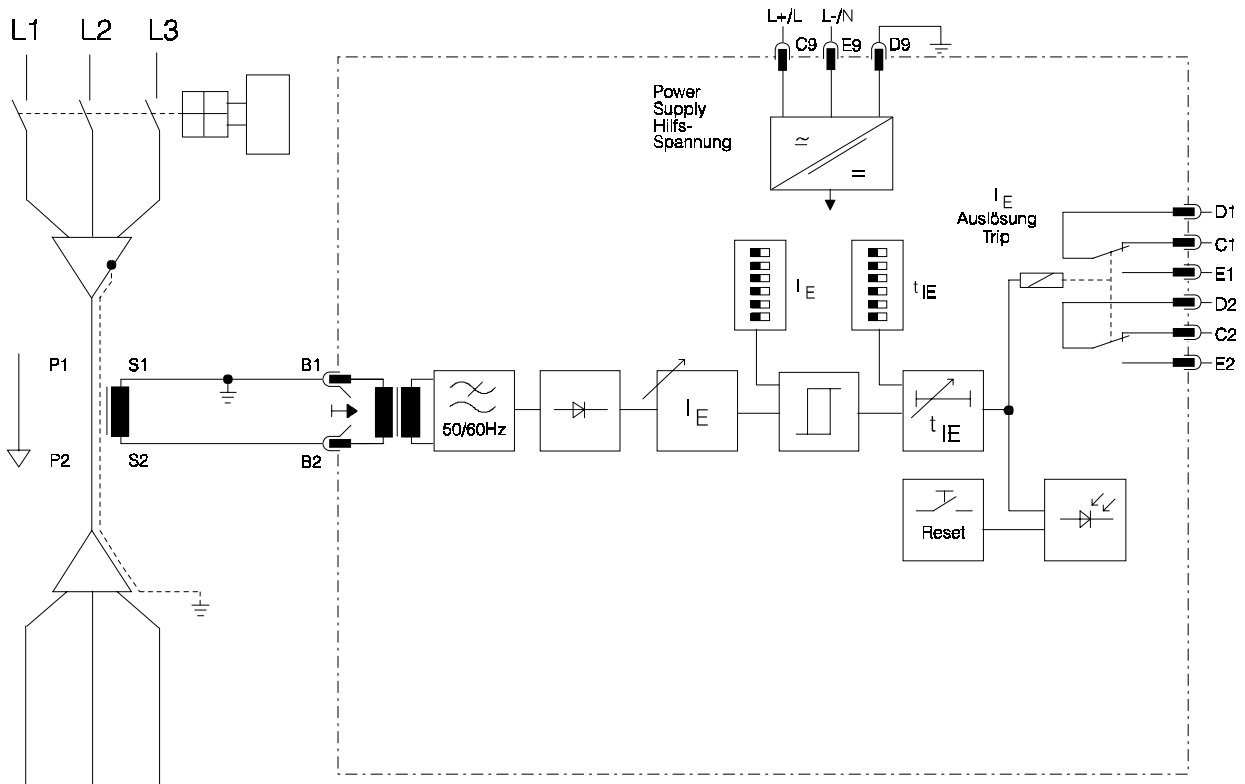 L1 L2 L3
L+/L L-/N
C9 E9 D9
Power
Supply
Hilfs-
Spannung
≃
=
I E
Auslösung
Trip
D1
C1
E1
D2
C2
E2
I E
t IE
P1 S1 B1
50/60Hz
I E
t IE
P2 S2 B2
Reset